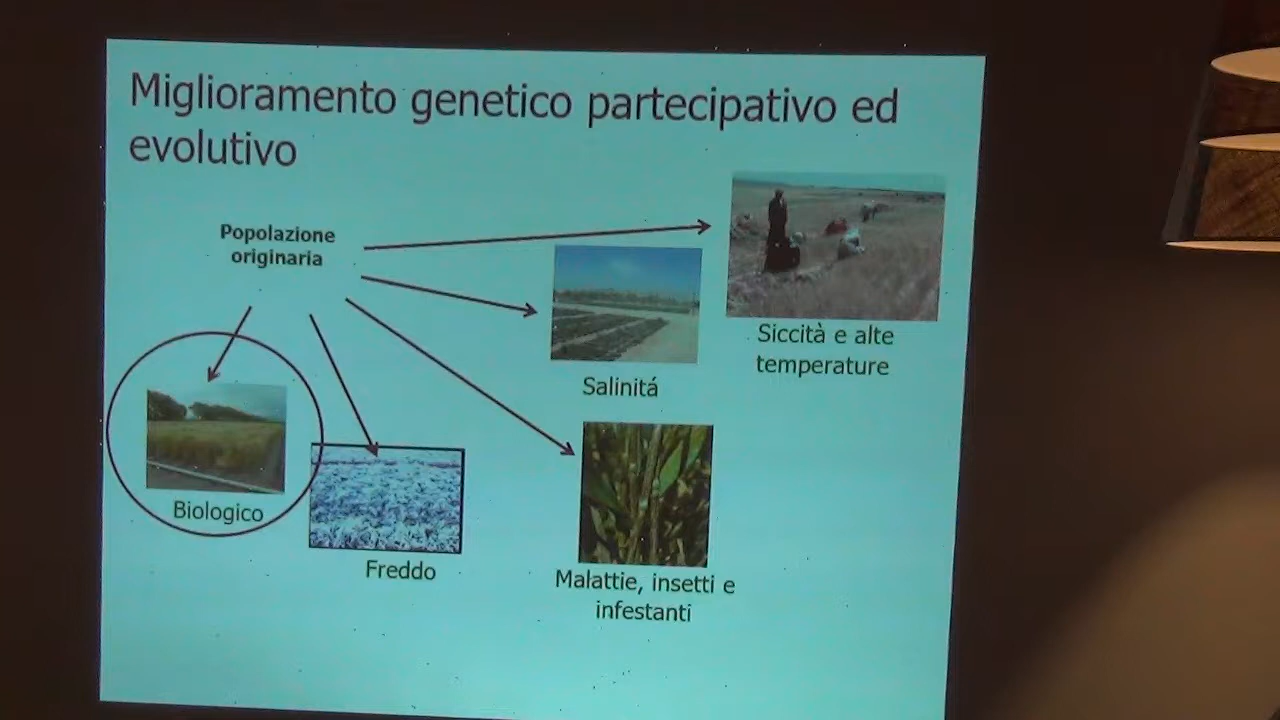 Miglioramento genetico partecipativo ed
evolutivo
Popolazione
originaria
Siccità e alte
temperature
Salinitá
Biologico
Freddo
Malattie, insetti e
infestanti